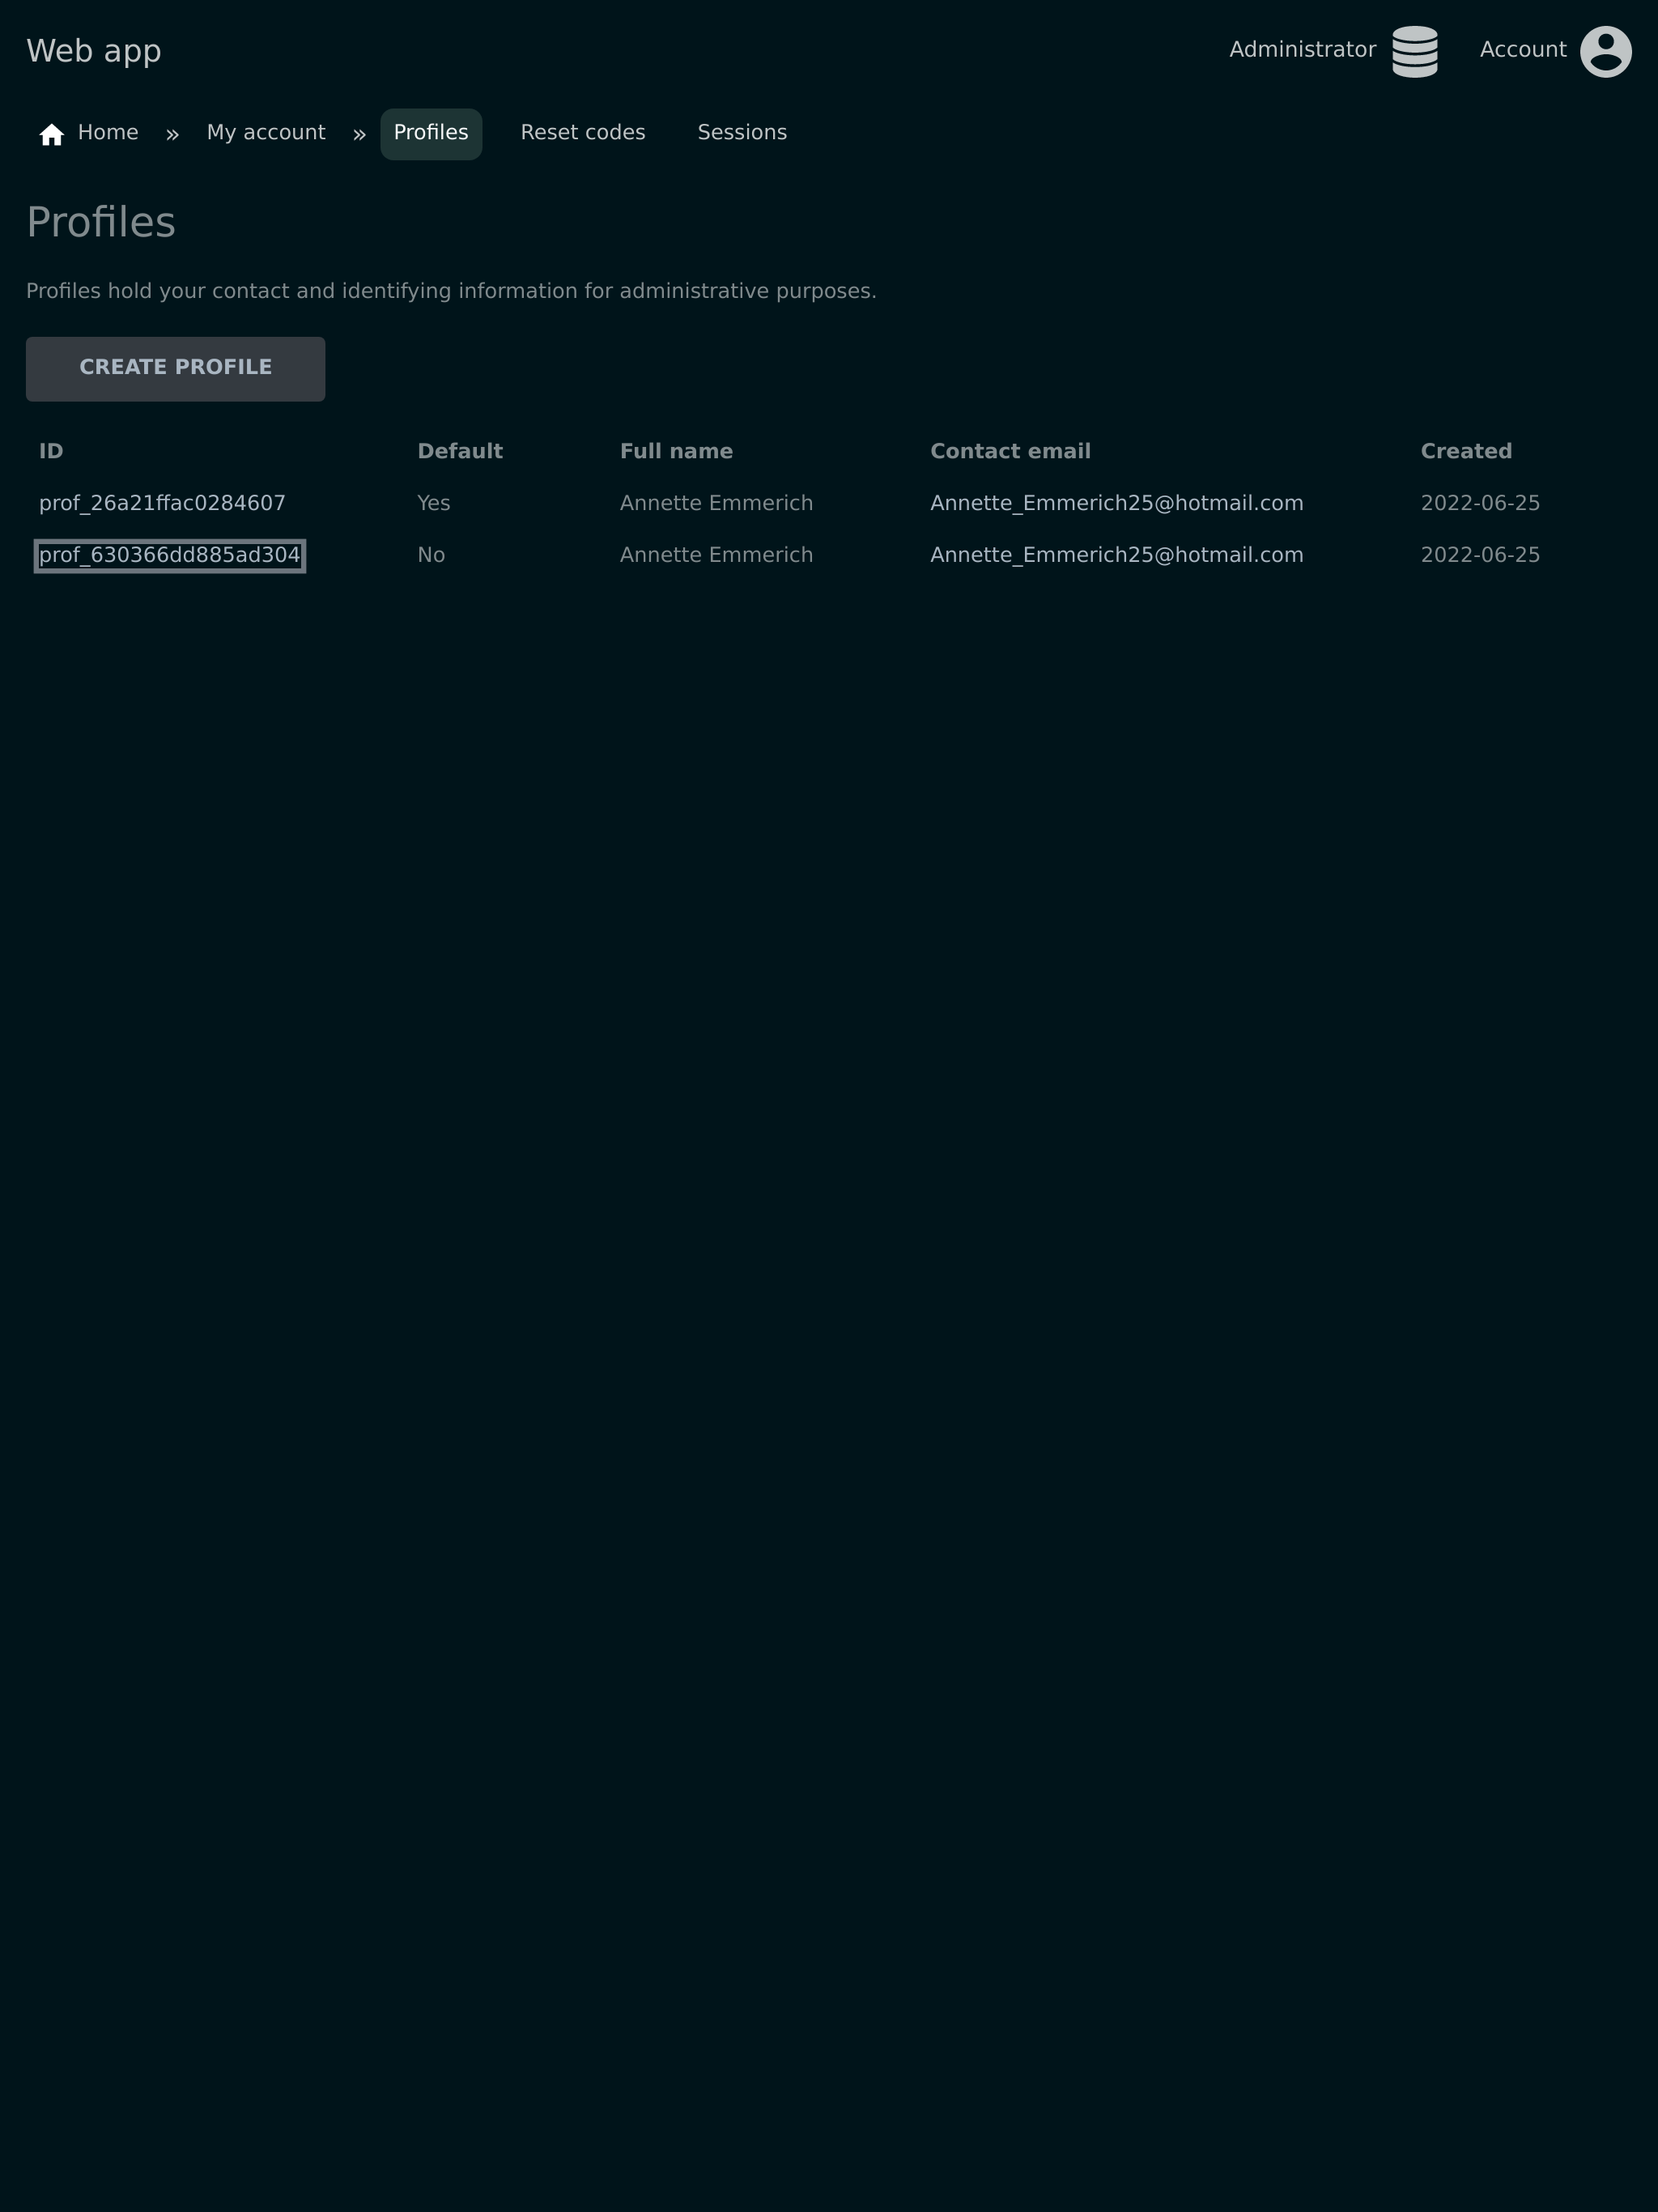 Web app
Administrator
Account
Home » My account » Profiles Reset codes Sessions
Profiles
Profiles hold your contact and identifying information for administrative purposes.
CREATE PROFILE
ID Default Full name Contact email Created
prof_26a21ffac0284607 Yes Annette Emmerich Annette_Emmerich25@hotmail.com 2022-06-25
prof_630366dd885ad304 No Annette Emmerich Annette_Emmerich25@hotmail.com 2022-06-25